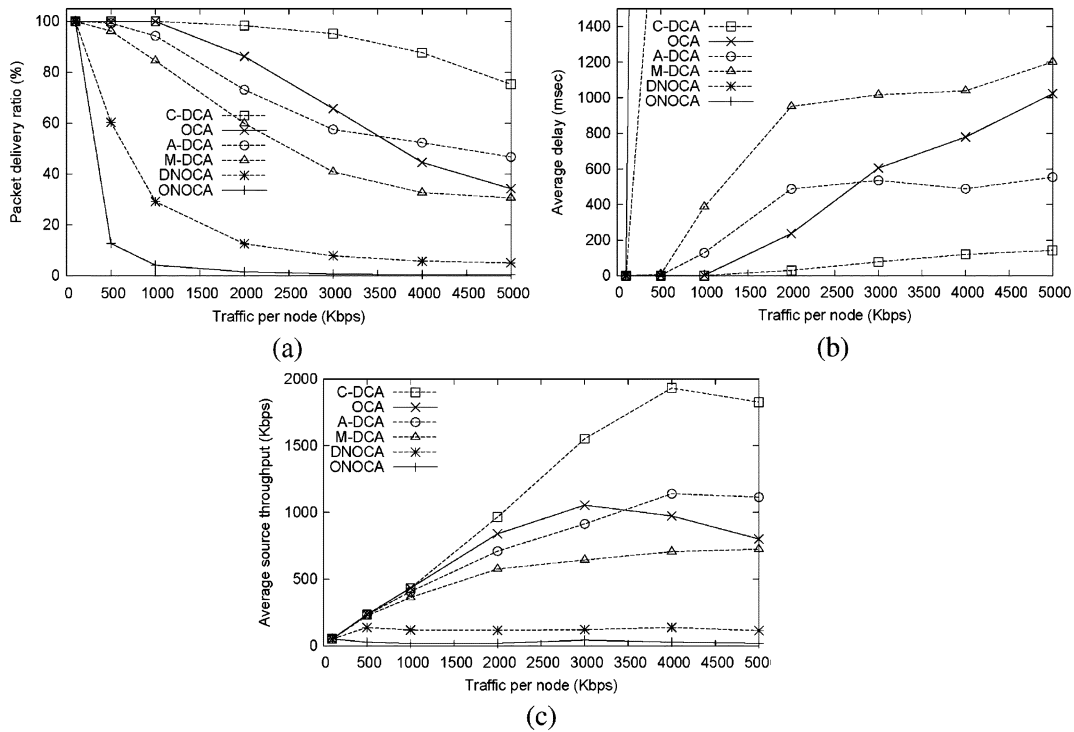 100
80
60
40
20
0
Packet delivery ratio (%)
C-DCA
OCA
A-DCA
M-DCA
DNOCA
ONOCA
0 500 1000 1500 2000 2500 3000 3500 4000 4500 5000
Traffic per node (Kbps)
(a)
1400
1200
1000
800
600
400
200
0
Average delay (msec)
C-DCA
OCA
A-DCA
M-DCA
DNOCA
ONOCA
0 500 1000 1500 2000 2500 3000 3500 4000 4500 5000
Traffic per node (Kbps)
(b)
2000
1500
1000
500
0
Average source throughput (Kbps)
C-DCA
OCA
A-DCA
M-DCA
DNOCA
ONOCA
0 500 1000 1500 2000 2500 3000 3500 4000 4500 5000
Traffic per node (Kbps)
(c)